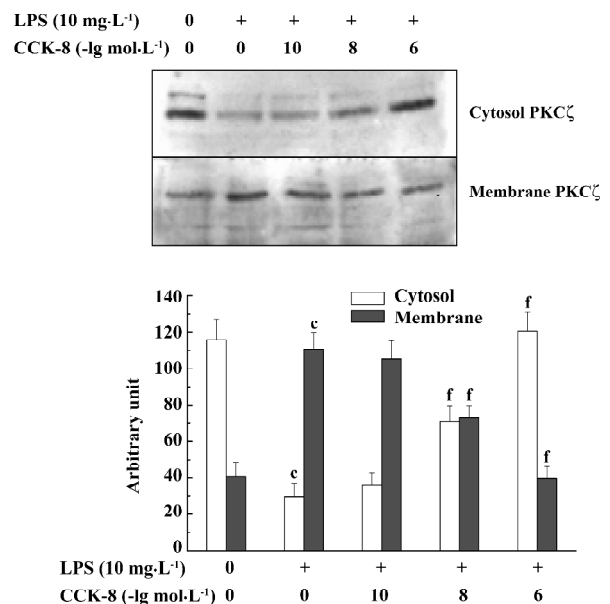 LPS (10 mg·L⁻¹) 0 + + + +
CCK-8 (-lg mol·L⁻¹) 0 0 10 8 6
Cytosol PKCζ
Membrane PKCζ
140
120
100
80
60
40
20
0
Arbitrary unit
Cytosol
Membrane
c
c
f f
f
f
LPS (10 mg·L⁻¹) 0 + + + +
CCK-8 (-lg mol·L⁻¹) 0 0 10 8 6